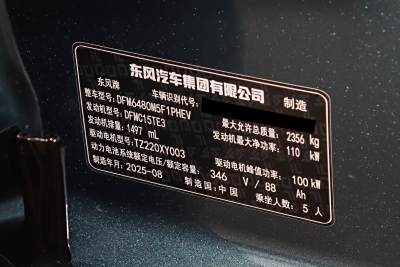 东风汽车集团有限公司 制造
东风牌 车辆识别代号:
整车型号: DFM6480M5F1PHEV 最大允许总质量: 2356 kg
发动机型号: DFMC15TE3 发动机最大净功率: 110 kW
发动机排量: 1497 mL
驱动电机型号: TZ220XY003 驱动电机峰值功率: 100 kW
动力电池系统额定电压/额定容量: 346 V / 88 Ah
制造年月: 2025-08 制造国: 中国 乘坐人数: 5 人